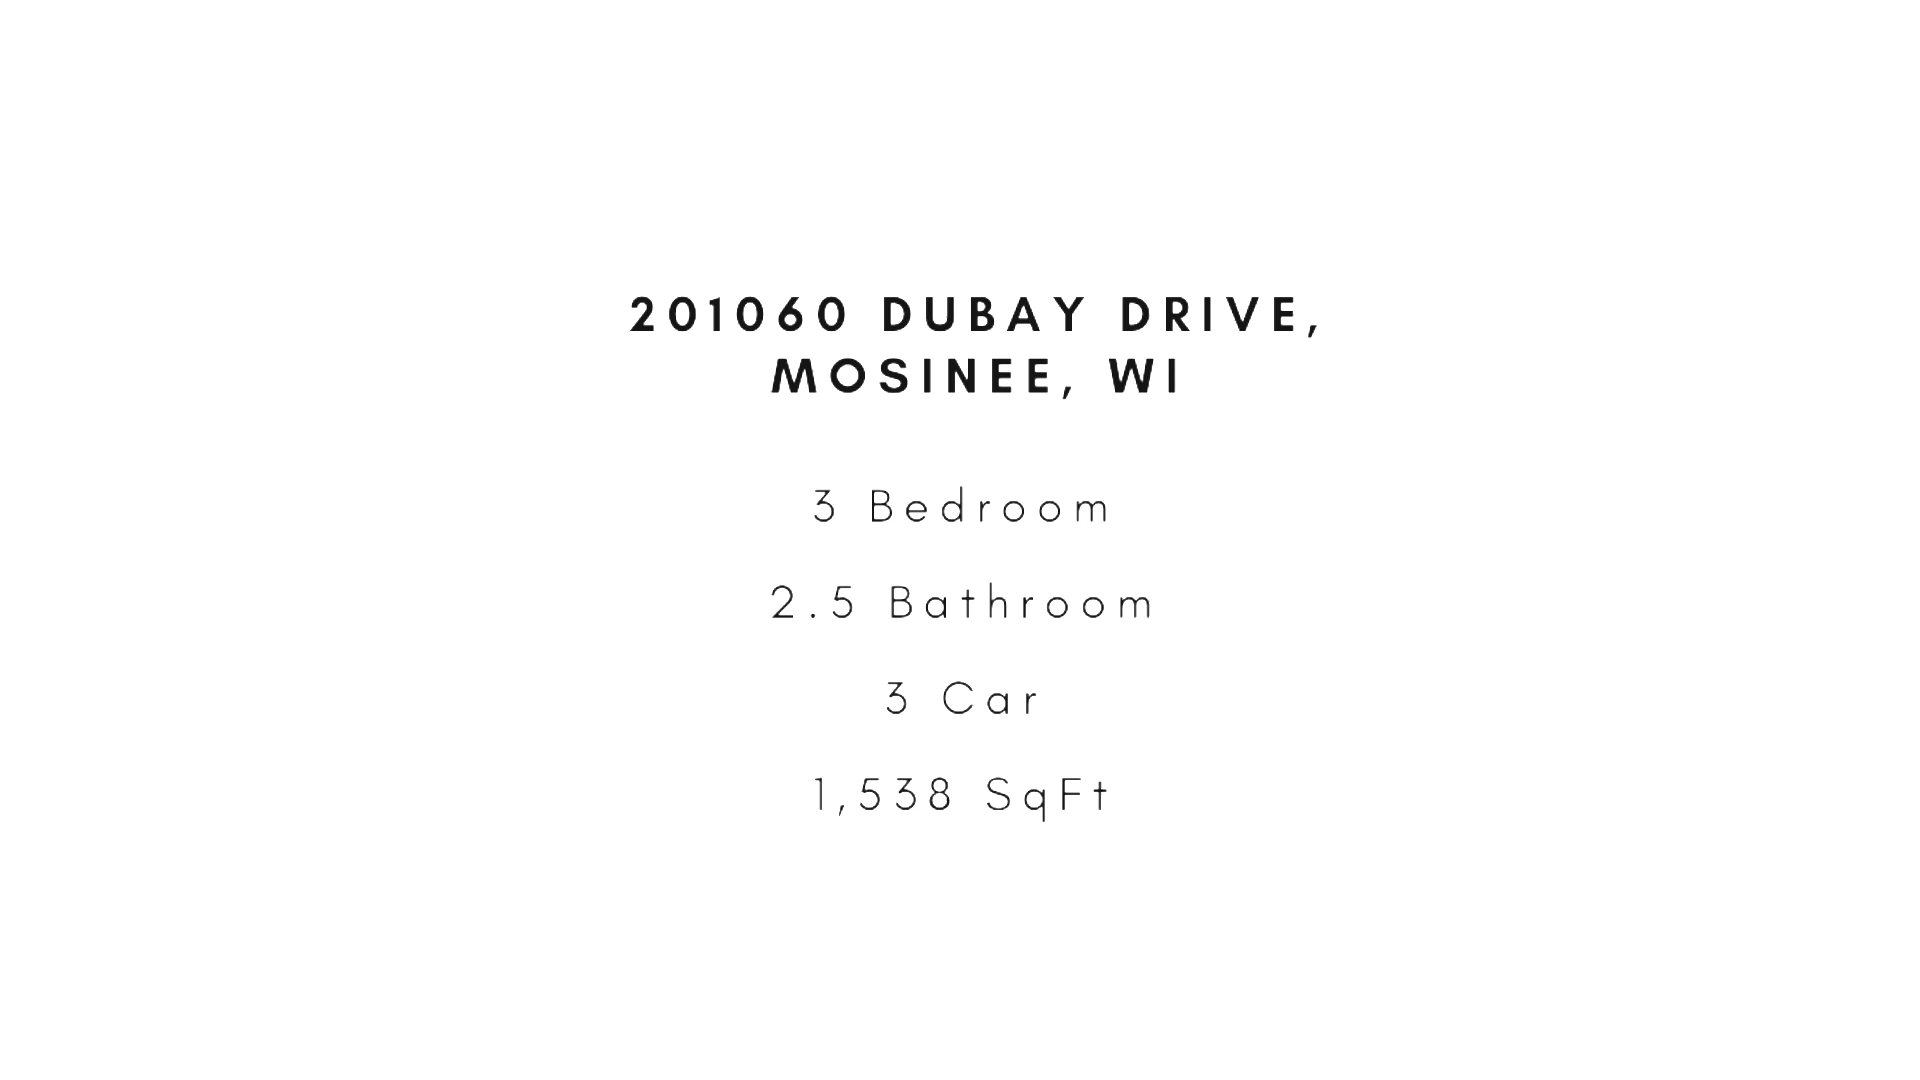 201060 DUBAY DRIVE,
MOSINEE, WI
3 Bedroom
2.5 Bathroom
3 Car
1,538 SqFt